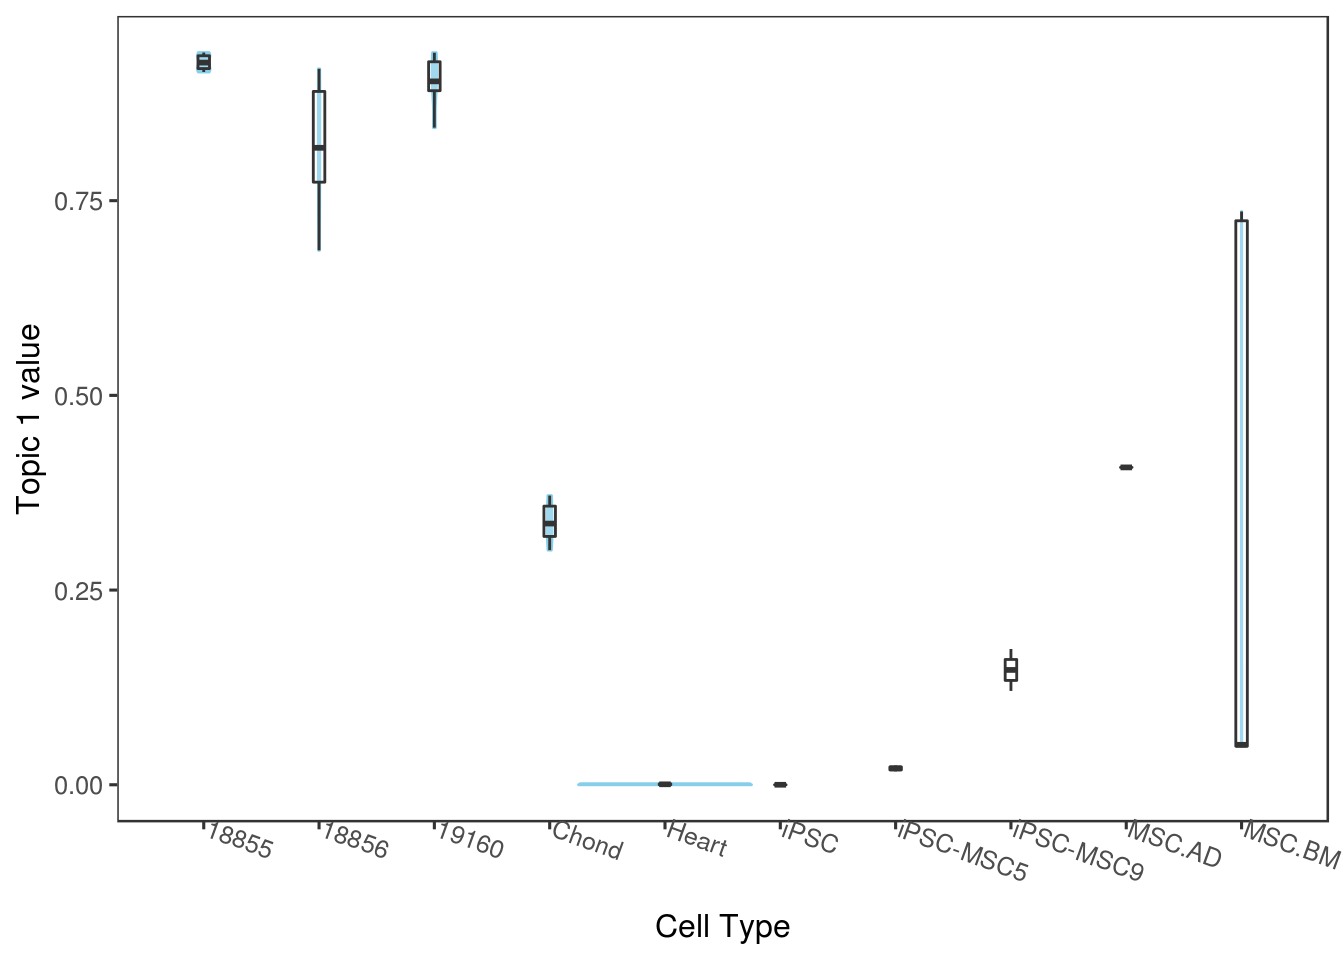 Topic 1 value
0.75
0.50
0.25
0.00
18855
18856
19160
Chond
Heart
iPSC
iPSC-MSC5
iPSC-MSC9
MSC.AD
MSC.BM
Cell Type